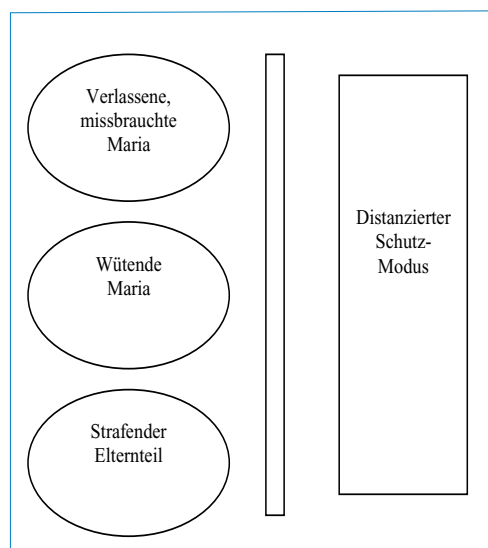 Verlassene,
missbrauchte
Maria
Wütende
Maria
Strafender
Elternteil
Distanzierter
Schutz-
Modus